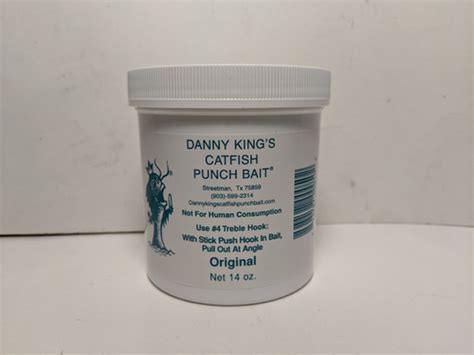 DANNY KING'S
CATFISH
PUNCH BAIT®
Streetman, Tx 75859
(903)-599-2314
Dannykingscatfishpunchbait.com
Not For Human Consumption
Use #4 Treble Hook:
With Stick Push Hook In Bait,
Pull Out At Angle
Original
Net 14 oz.